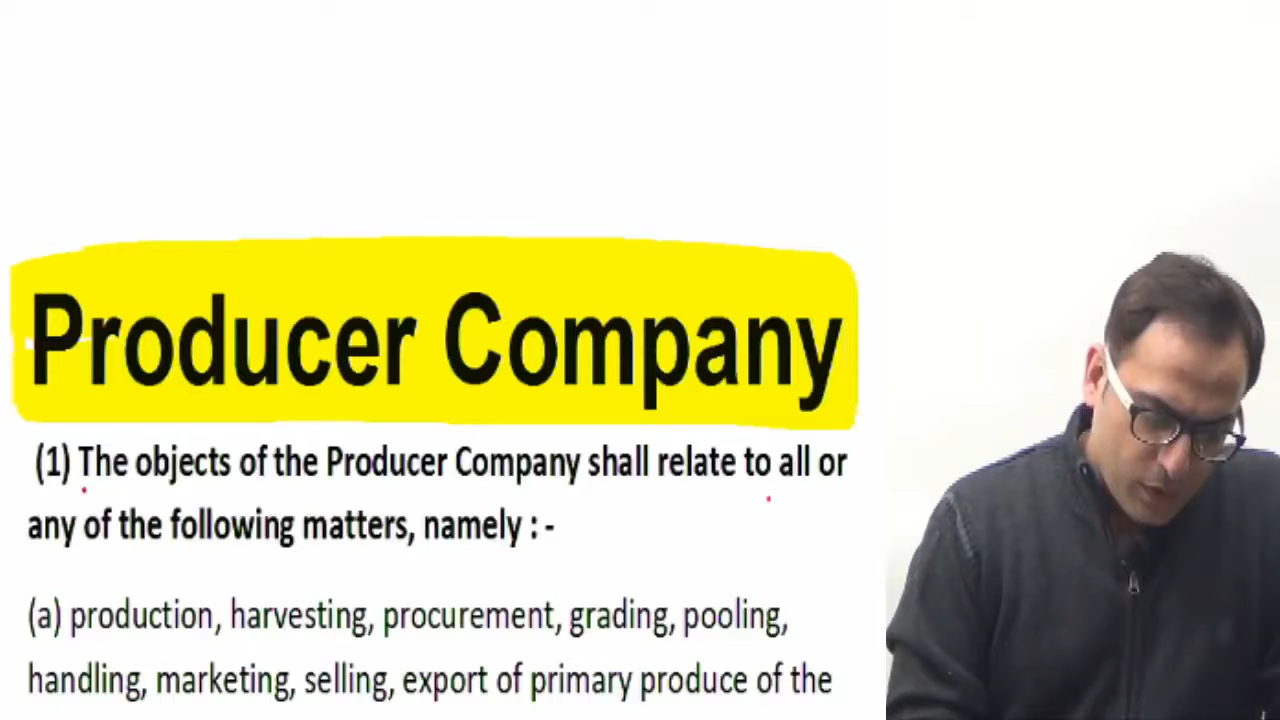 Producer Company
(1) The objects of the Producer Company shall relate to all or
any of the following matters, namely : -
(a) production, harvesting, procurement, grading, pooling,
handling, marketing, selling, export of primary produce of the